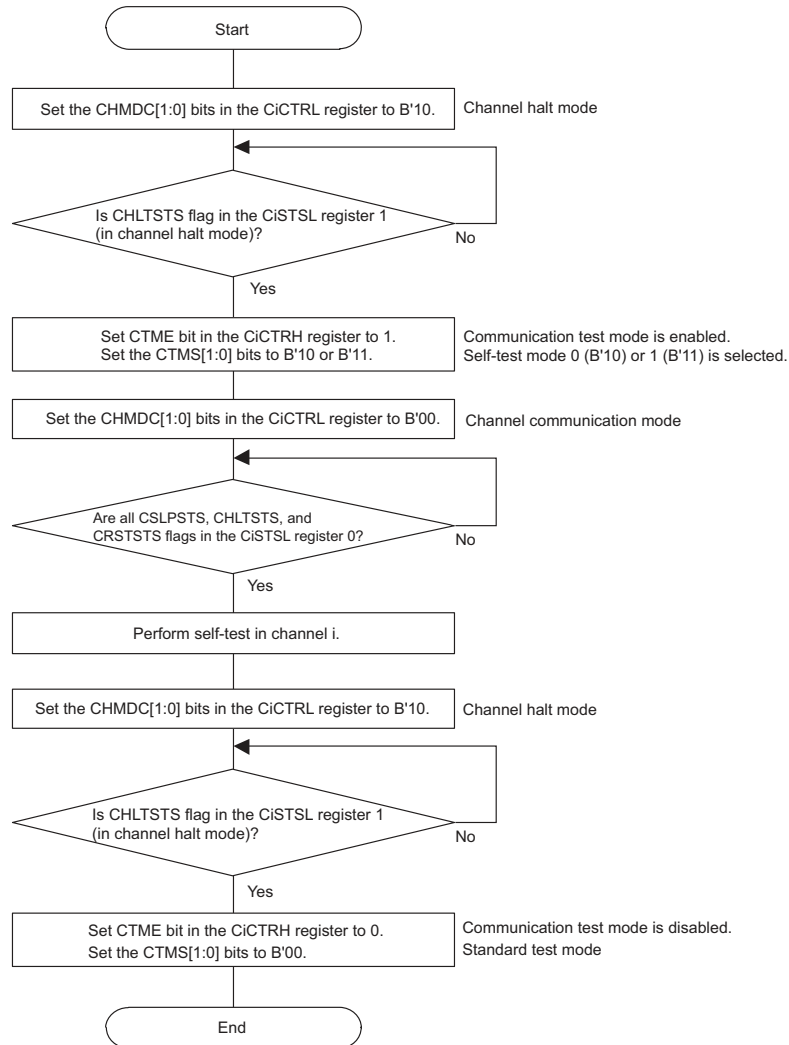 Start
Set the CHMDC[1:0] bits in the CiCTRL register to B'10.
Channel halt mode
Is CHLTSTS flag in the CiSTSL register 1
(in channel halt mode)?
No
Yes
Set CTME bit in the CiCTRH register to 1.
Set the CTMS[1:0] bits to B'10 or B'11.
Communication test mode is enabled.
Self-test mode 0 (B'10) or 1 (B'11) is selected.
Set the CHMDC[1:0] bits in the CiCTRL register to B'00.
Channel communication mode
Are all CSLPSTS, CHLTSTS, and
CRSTSTS flags in the CiSTSL register 0?
No
Yes
Perform self-test in channel i.
Set the CHMDC[1:0] bits in the CiCTRL register to B'10.
Channel halt mode
Is CHLTSTS flag in the CiSTSL register 1
(in channel halt mode)?
No
Yes
Set CTME bit in the CiCTRH register to 0.
Set the CTMS[1:0] bits to B'00.
Communication test mode is disabled.
Standard test mode
End